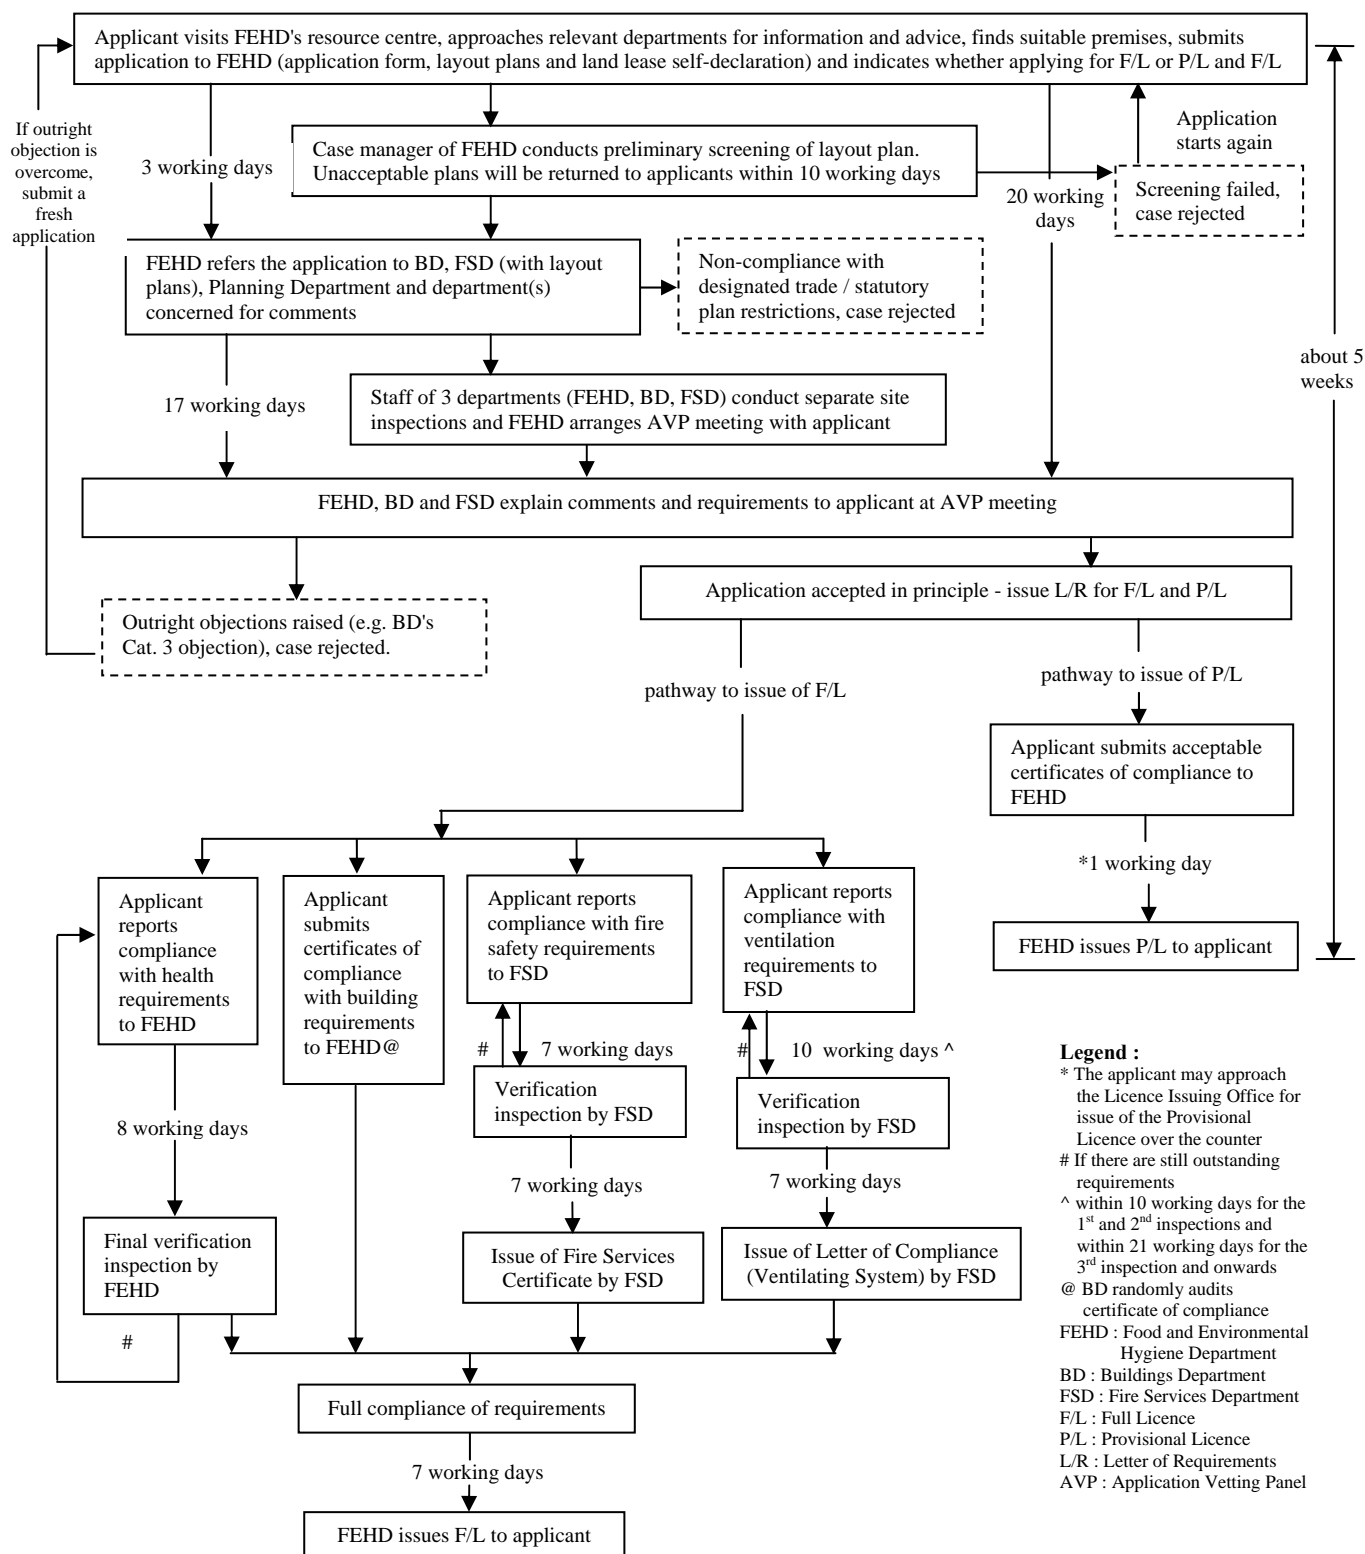 Applicant visits FEHD's resource centre, approaches relevant departments for information and advice, finds suitable premises, submits
application to FEHD (application form, layout plans and land lease self-declaration) and indicates whether applying for F/L or P/L and F/L
If outright
objection is
overcome,
submit a
fresh
application
3 working days
Case manager of FEHD conducts preliminary screening of layout plan.
Unacceptable plans will be returned to applicants within 10 working days
20 working
days
Application
starts again
Screening failed,
case rejected
about 5
weeks
FEHD refers the application to BD, FSD (with layout
plans), Planning Department and department(s)
concerned for comments
Non-compliance with
designated trade / statutory
plan restrictions, case rejected
17 working days
Staff of 3 departments (FEHD, BD, FSD) conduct separate site
inspections and FEHD arranges AVP meeting with applicant
FEHD, BD and FSD explain comments and requirements to applicant at AVP meeting
Application accepted in principle - issue L/R for F/L and P/L
Outright objections raised (e.g. BD's
Cat. 3 objection), case rejected.
pathway to issue of F/L
pathway to issue of P/L
Applicant submits acceptable
certificates of compliance to
FEHD
*1 working day
FEHD issues P/L to applicant
Applicant
reports
compliance
with health
requirements
to FEHD
Applicant
submits
certificates of
compliance
with building
requirements
to FEHD@
Applicant reports
compliance with fire
safety requirements
to FSD
Applicant reports
compliance with
ventilation
requirements to
FSD
# 7 working days
# 10 working days ^
8 working days
Verification
inspection by FSD
Verification
inspection by FSD
7 working days
7 working days
Final verification
inspection by
FEHD
Issue of Fire Services
Certificate by FSD
Issue of Letter of Compliance
(Ventilating System) by FSD
#
Full compliance of requirements
7 working days
FEHD issues F/L to applicant
Legend :
* The applicant may approach
the Licence Issuing Office for
issue of the Provisional
Licence over the counter
# If there are still outstanding
requirements
^ within 10 working days for the
1st and 2nd inspections and
within 21 working days for the
3rd inspection and onwards
@ BD randomly audits
certificate of compliance
FEHD : Food and Environmental
Hygiene Department
BD : Buildings Department
FSD : Fire Services Department
F/L : Full Licence
P/L : Provisional Licence
L/R : Letter of Requirements
AVP : Application Vetting Panel